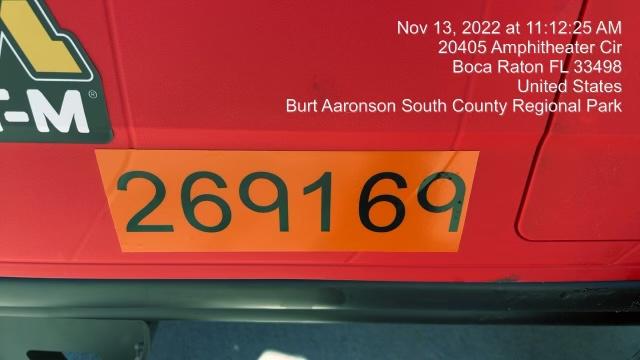 Nov 13, 2022 at 11:12:25 AM
20405 Amphitheater Cir
Boca Raton FL 33498
United States
Burt Aaronson South County Regional Park
-M®
269169